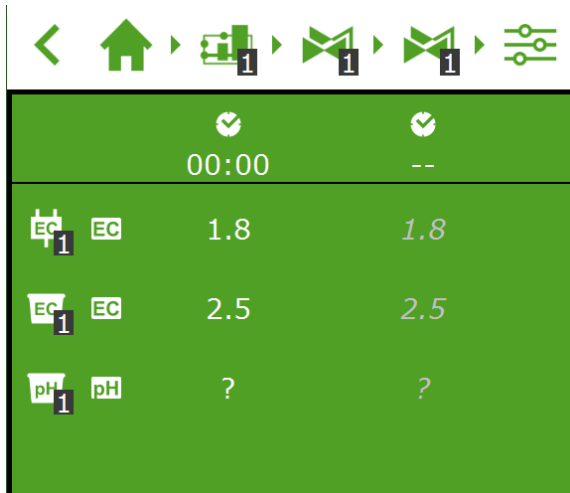 1 1 1
00:00 --
EC 1 EC 1.8 1.8
EC 1 EC 2.5 2.5
pH 1 pH ? ?